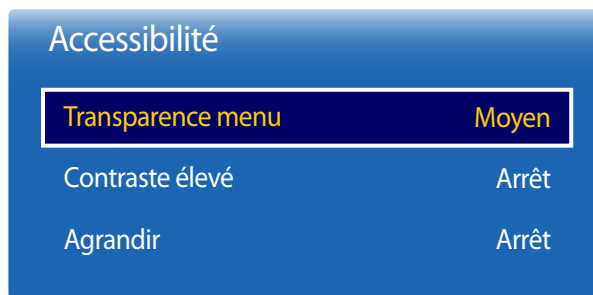 Accessibilité
Transparence menu Moyen
Contraste élevé Arrêt
Agrandir Arrêt